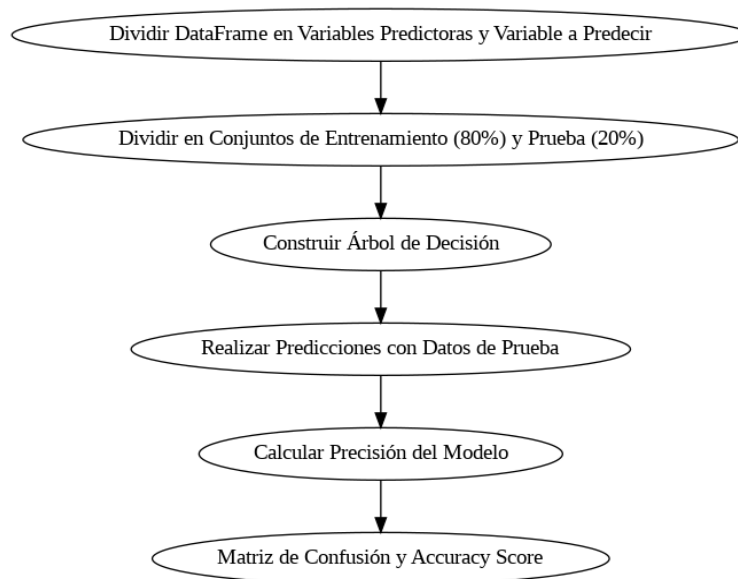 Dividir DataFrame en Variables Predictoras y Variable a Predecir
Dividir en Conjuntos de Entrenamiento (80%) y Prueba (20%)
Construir Árbol de Decisión
Realizar Predicciones con Datos de Prueba
Calcular Precisión del Modelo
Matriz de Confusión y Accuracy Score